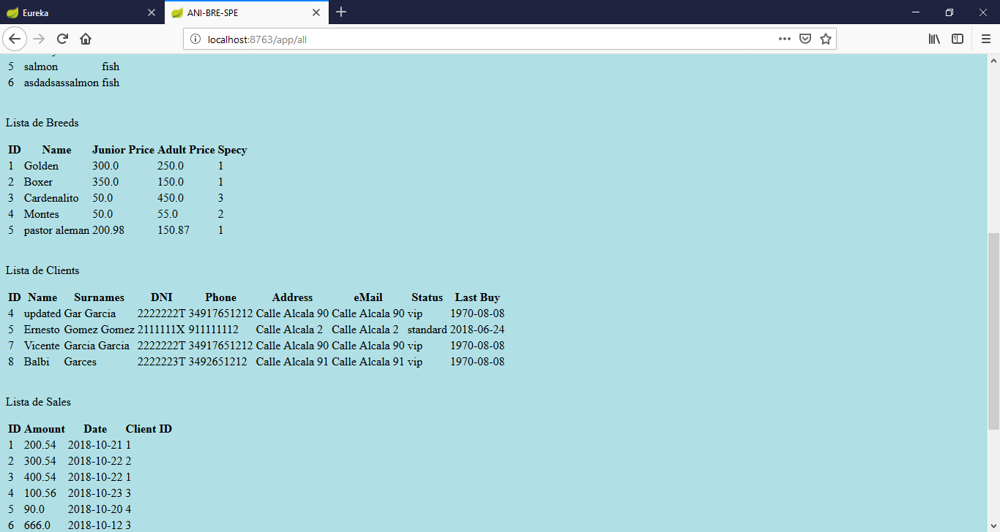 Eureka
ANI-BRE-SPE
localhost:8763/app/all
5 salmon fish
6 asdadsassalmon fish
Lista de Breeds
ID Name Junior Price Adult Price Specy
1 Golden 300.0 250.0 1
2 Boxer 350.0 150.0 1
3 Cardenalito 50.0 450.0 3
4 Montes 50.0 55.0 2
5 pastor aleman 200.98 150.87 1
Lista de Clients
ID Name Surnames DNI Phone Address eMail Status Last Buy
4 updated Gar Garcia 2222222T 34917651212 Calle Alcala 90 Calle Alcala 90 vip 1970-08-08
5 Ernesto Gomez Gomez 2111111X 911111112 Calle Alcala 2 Calle Alcala 2 standard 2018-06-24
7 Vicente Garcia Garcia 2222222T 34917651212 Calle Alcala 90 Calle Alcala 90 vip 1970-08-08
8 Balbi Garces 2222223T 3492651212 Calle Alcala 91 Calle Alcala 91 vip 1970-08-08
Lista de Sales
ID Amount Date Client ID
1 200.54 2018-10-21 1
2 300.54 2018-10-22 2
3 400.54 2018-10-22 1
4 100.56 2018-10-23 3
5 90.0 2018-10-20 4
6 666.0 2018-10-12 3